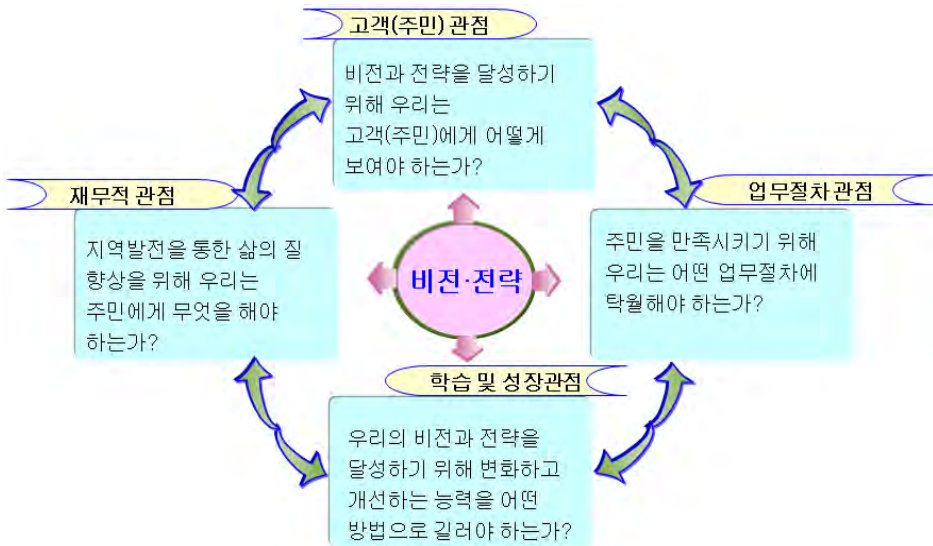 고객(주민) 관점
비전과 전략을 달성하기
위해 우리는
고객(주민)에게 어떻게
보여야 하는가?
재무적 관점
지역발전을 통한 삶의 질
향상을 위해 우리는
주민에게 무엇을 해야
하는가?
비전·전략
업무절차 관점
주민을 만족시키기 위해
우리는 어떤 업무절차에
탁월해야 하는가?
학습 및 성장관점
우리의 비전과 전략을
달성하기 위해 변화하고
개선하는 능력을 어떤
방법으로 길러야 하는가?